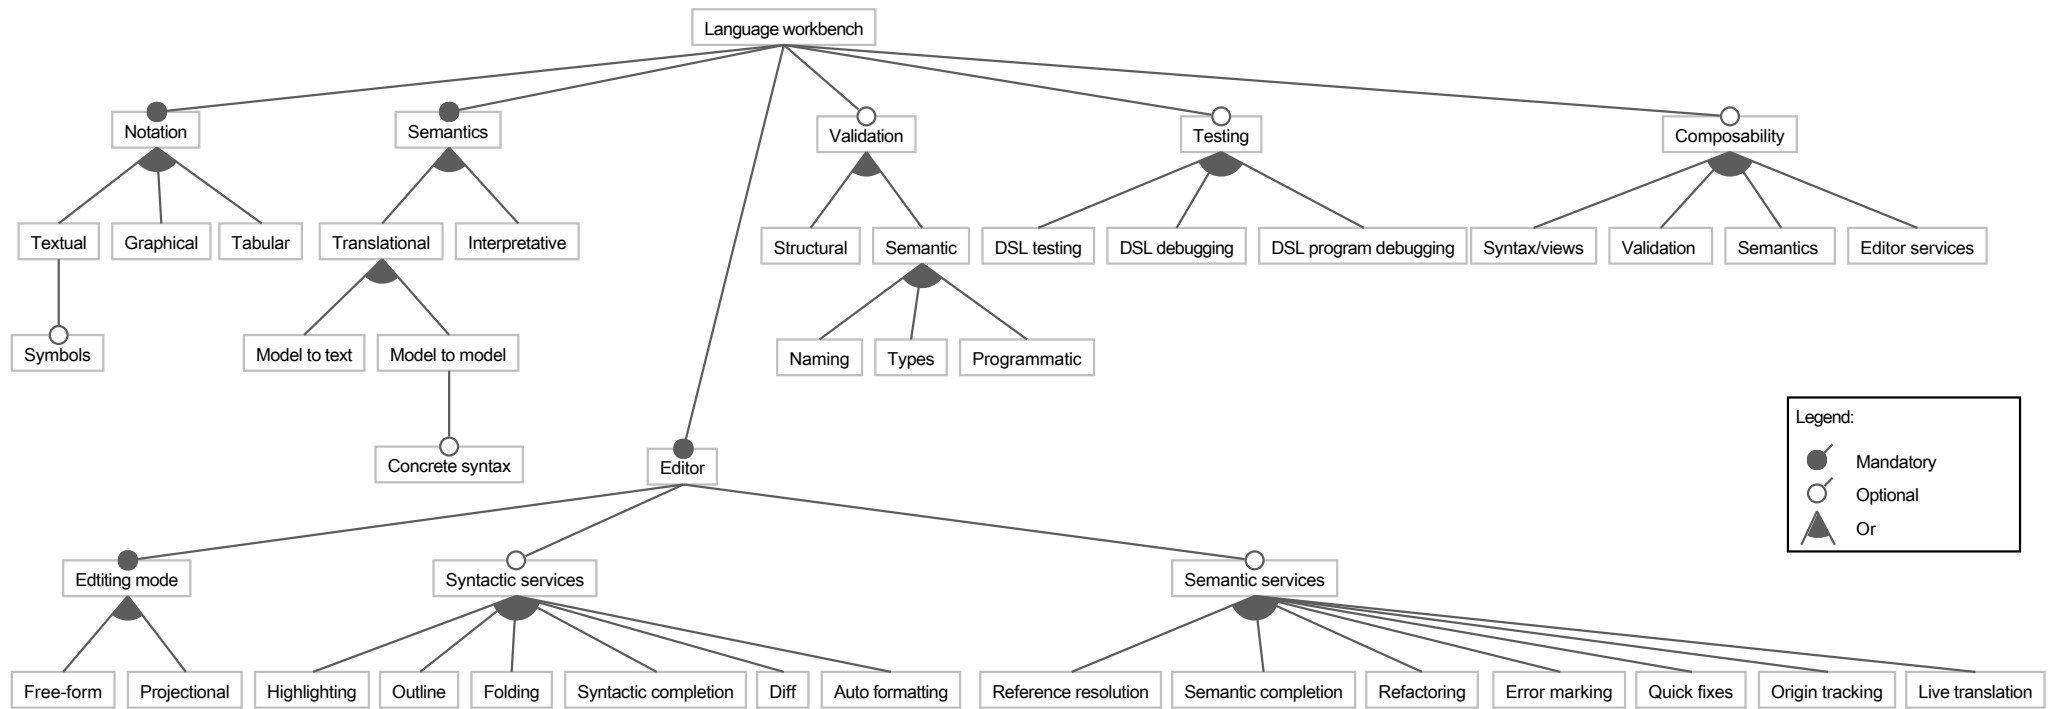 Language workbench
Notation
Semantics
Validation
Testing
Composability
Textual
Graphical
Tabular
Translational
Interpretative
Structural
Semantic
DSL testing
DSL debugging
DSL program debugging
Syntax/views
Validation
Semantics
Editor services
Symbols
Model to text
Model to model
Naming
Types
Programmatic
Concrete syntax
Editor
Legend:
Mandatory
Optional
Or
Edtiting mode
Syntactic services
Semantic services
Free-form
Projectional
Highlighting
Outline
Folding
Syntactic completion
Diff
Auto formatting
Reference resolution
Semantic completion
Refactoring
Error marking
Quick fixes
Origin tracking
Live translation